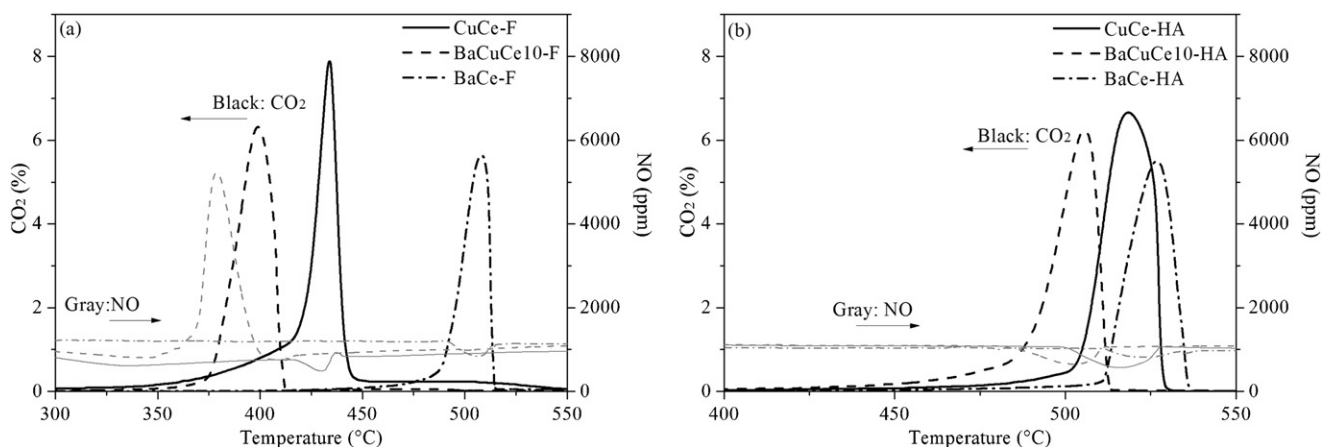 (a)
CuCe-F
BaCuCe10-F
BaCe-F
Black: CO₂
Gray:NO
CO₂ (%)
0
2
4
6
8
NO (ppm)
0
2000
4000
6000
8000
300
350
400
450
500
550
Temperature (°C)
(b)
CuCe-HA
BaCuCe10-HA
BaCe-HA
Black: CO₂
Gray: NO
CO₂ (%)
0
2
4
6
8
NO (ppm)
0
2000
4000
6000
8000
400
450
500
550
Temperature (°C)